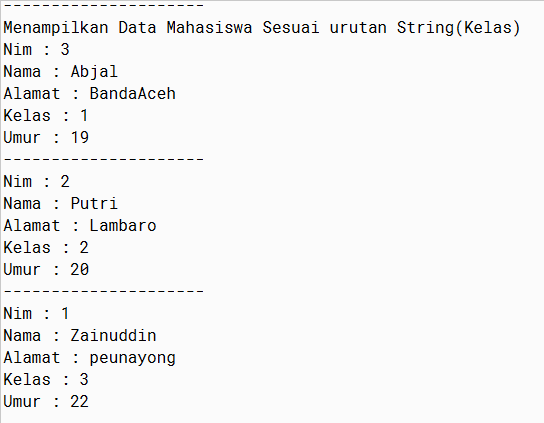 ---------------------
Menampilkan Data Mahasiswa Sesuai urutan String(Kelas)
Nim : 3
Nama : Abjal
Alamat : BandaAceh
Kelas : 1
Umur : 19
---------------------
Nim : 2
Nama : Putri
Alamat : Lambaro
Kelas : 2
Umur : 20
---------------------
Nim : 1
Nama : Zainuddin
Alamat : peunayong
Kelas : 3
Umur : 22